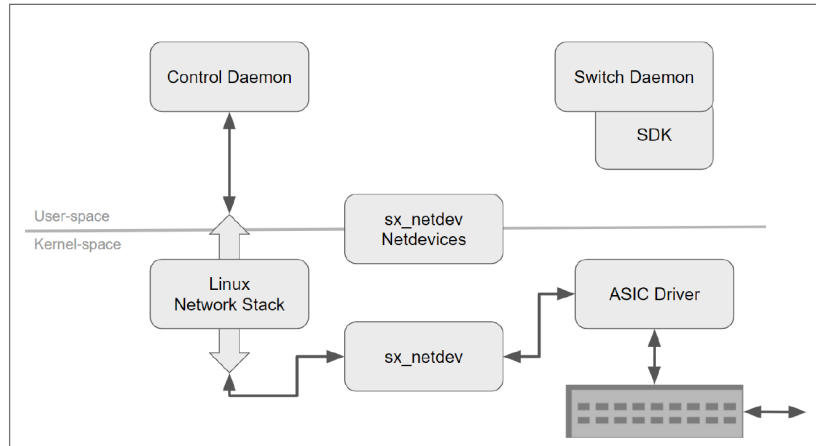 Control Daemon
Switch Daemon
SDK
User-space
sx_netdev
Netdevices
Kernel-space
Linux
Network Stack
ASIC Driver
sx_netdev